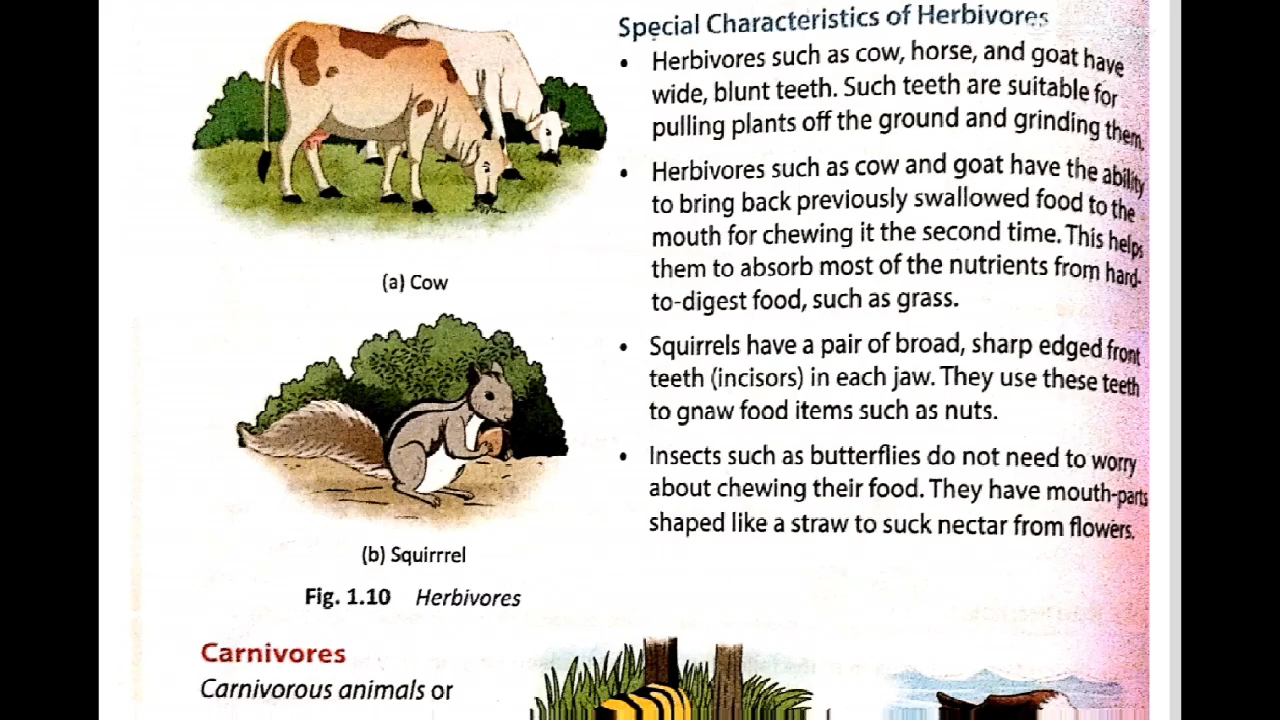 Special Characteristics of Herbivores
• Herbivores such as cow, horse, and goat have
wide, blunt teeth. Such teeth are suitable for
pulling plants off the ground and grinding them.
• Herbivores such as cow and goat have the ability
to bring back previously swallowed food to the
mouth for chewing it the second time. This helps
them to absorb most of the nutrients from hard-
to-digest food, such as grass.
• Squirrels have a pair of broad, sharp edged front
teeth (incisors) in each jaw. They use these teeth
to gnaw food items such as nuts.
• Insects such as butterflies do not need to worry
about chewing their food. They have mouth-parts
shaped like a straw to suck nectar from flowers.
(a) Cow
(b) Squirrrel
Fig. 1.10 Herbivores
Carnivores
Carnivorous animals or